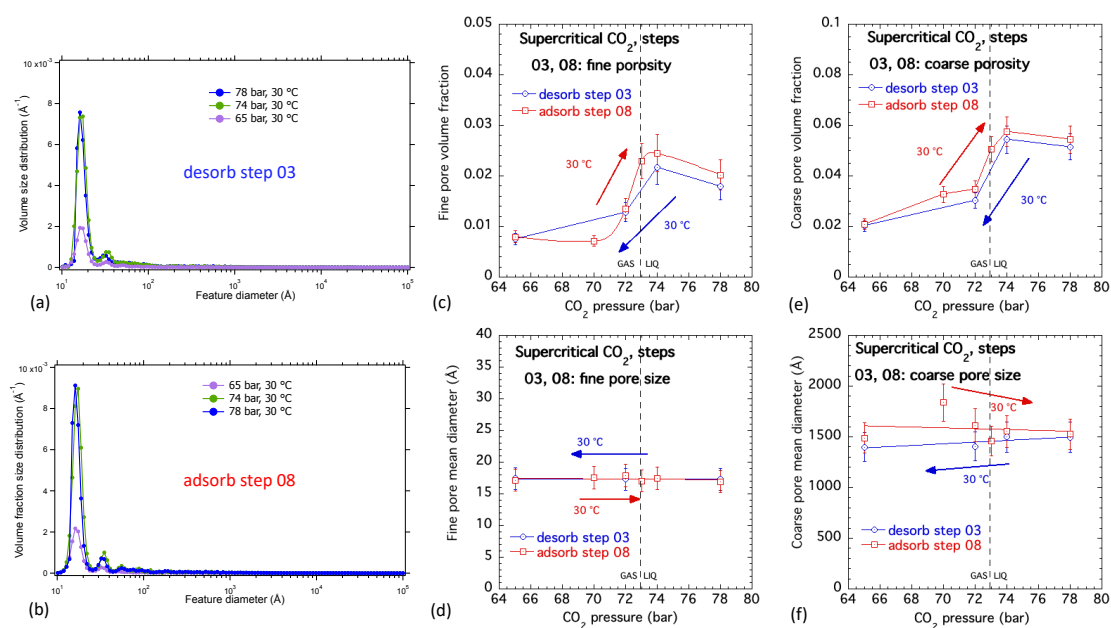 10 ×10⁻³
8
6
4
2
0
Volume size distribution (Å⁻¹)
78 bar, 30 ºC
74 bar, 30 ºC
65 bar, 30 ºC
desorb step 03
10¹ 10² 10³ 10⁴ 10⁵
Feature diameter (Å)
(a)
10 ×10⁻³
8
6
4
2
0
Volume fraction size distribution (Å⁻¹)
65 bar, 30 ºC
74 bar, 30 ºC
78 bar, 30 ºC
adsorb step 08
10¹ 10² 10³ 10⁴ 10⁵
Feature diameter (Å)
(b)
0.05
0.04
0.03
0.02
0.01
0
Fine pore volume fraction
Supercritical CO₂, steps
03, 08: fine porosity
desorb step 03
adsorb step 08
30 °C
30 °C
GAS LIQ
64 66 68 70 72 74 76 78 80
CO₂ pressure (bar)
(c)
40
35
30
25
20
15
10
5
0
Fine pore mean diameter (Å)
Supercritical CO₂, steps
03, 08: fine pore size
30 °C
30 °C
desorb step 03
adsorb step 08
GAS LIQ
64 66 68 70 72 74 76 78 80
CO₂ pressure (bar)
(d)
0.1
0.08
0.06
0.04
0.02
0
Coarse pore volume fraction
Supercritical CO₂, steps
03, 08: coarse porosity
desorb step 03
adsorb step 08
30 °C
30 °C
GAS LIQ
64 66 68 70 72 74 76 78 80
CO₂ pressure (bar)
(e)
2500
2000
1500
1000
500
0
Coarse pore mean diameter (Å)
Supercritical CO₂, steps
03, 08: coarse pore size
30 °C
30 °C
desorb step 03
adsorb step 08
GAS LIQ
64 66 68 70 72 74 76 78 80
CO₂ pressure (bar)
(f)